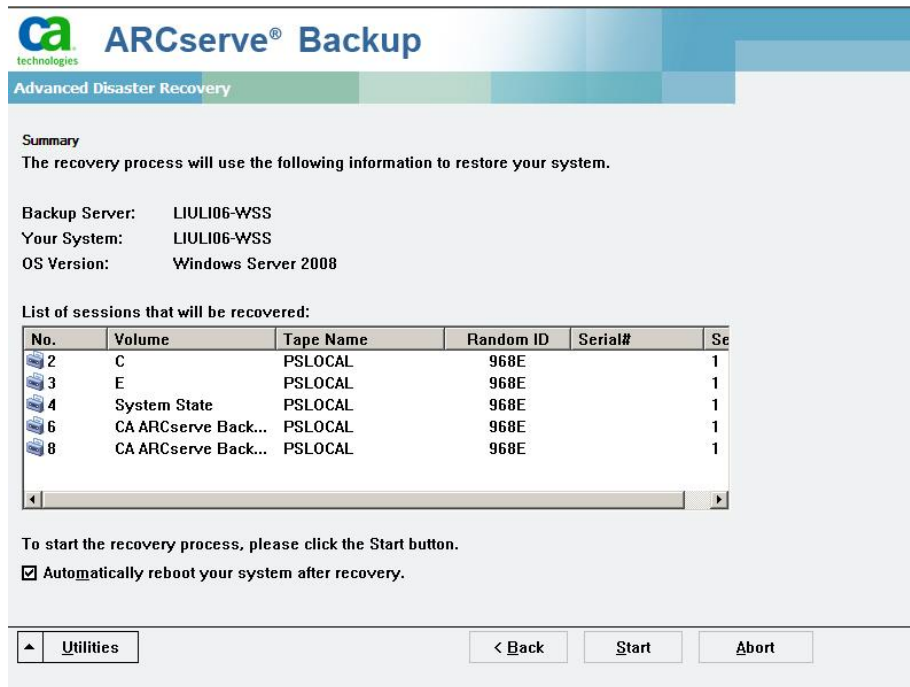 ca
technologies
ARCserve® Backup
Advanced Disaster Recovery
Summary
The recovery process will use the following information to restore your system.
Backup Server: LIULI06-WSS
Your System: LIULI06-WSS
OS Version: Windows Server 2008
List of sessions that will be recovered:
No. Volume Tape Name Random ID Serial# Se
2 C PSLOCAL 968E 1
3 E PSLOCAL 968E 1
4 System State PSLOCAL 968E 1
6 CA ARCserve Back... PSLOCAL 968E 1
8 CA ARCserve Back... PSLOCAL 968E 1
To start the recovery process, please click the Start button.
Automatically reboot your system after recovery.
Utilities < Back Start Abort